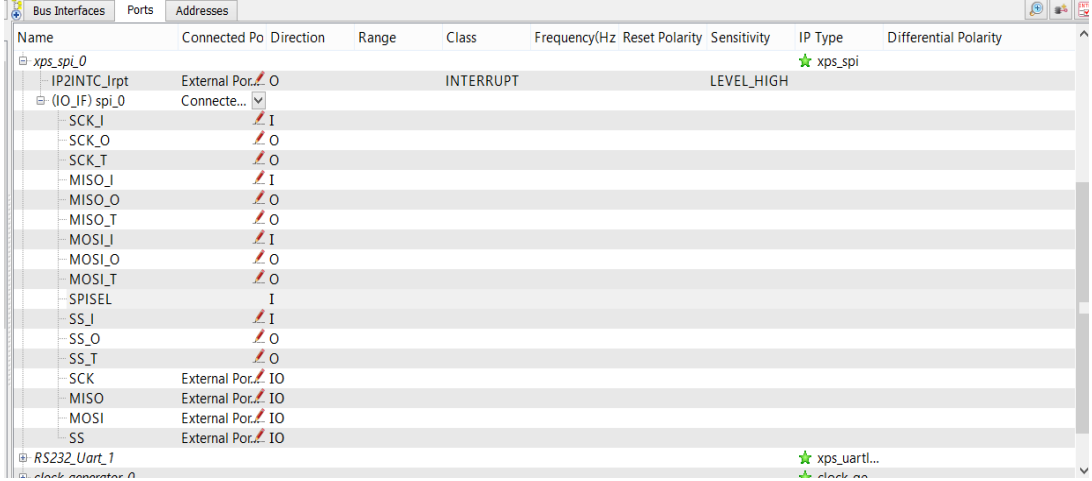 Bus Interfaces Ports Addresses
Name Connected Po Direction Range Class Frequency(Hz Reset Polarity Sensitivity IP Type Differential Polarity
xps_spi_0 xps_spi
IP2INTC_Irpt External Por... O INTERRUPT LEVEL_HIGH
(IO_IF) spi_0 Connecte...
SCK_I I
SCK_O O
SCK_T O
MISO_I I
MISO_O O
MISO_T O
MOSI_I I
MOSI_O O
MOSI_T O
SPISEL I
SS_I I
SS_O O
SS_T O
SCK External Por... IO
MISO External Por... IO
MOSI External Por... IO
SS External Por... IO
RS232_Uart_1 xps_uartl...
clock_generator_0 clock_ge